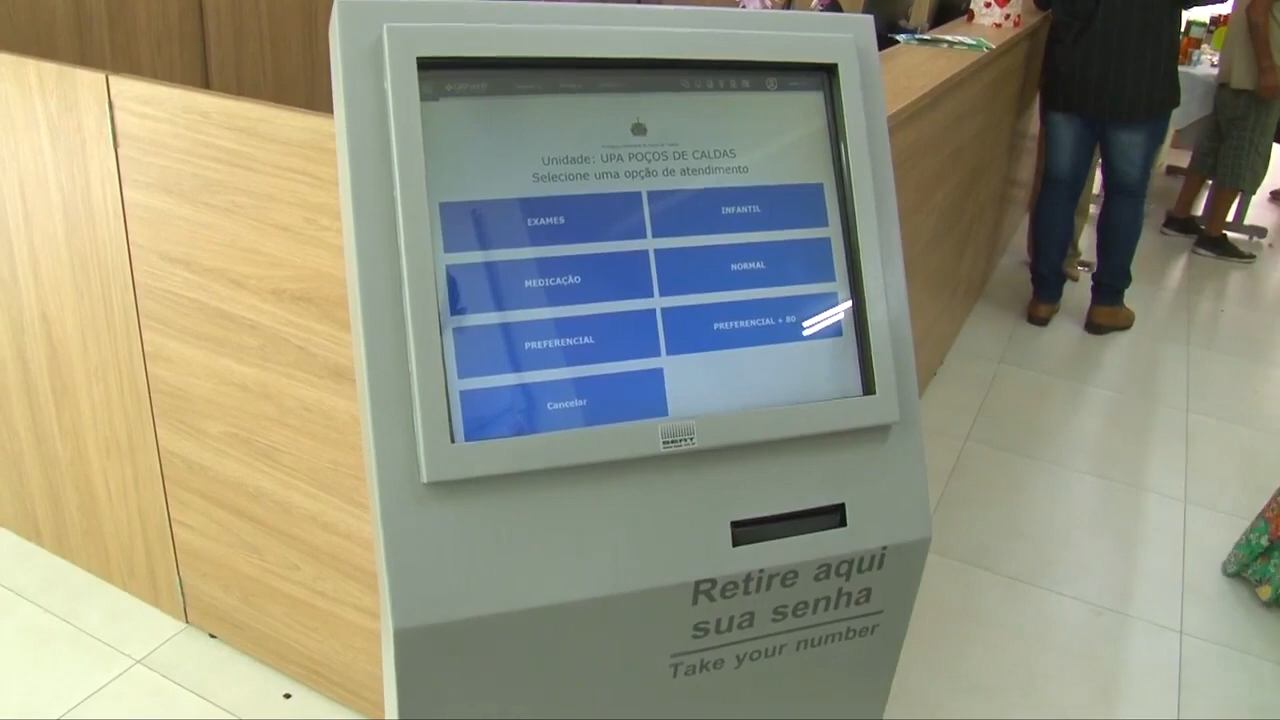 Unidade: UPA POÇOS DE CALDAS
Selecione uma opção de atendimento
EXAMES
INFANTIL
MEDICAÇÃO
NORMAL
PREFERENCIAL
PREFERENCIAL + 80
Cancelar
SEAT
Retire aqui
sua senha
Take your number